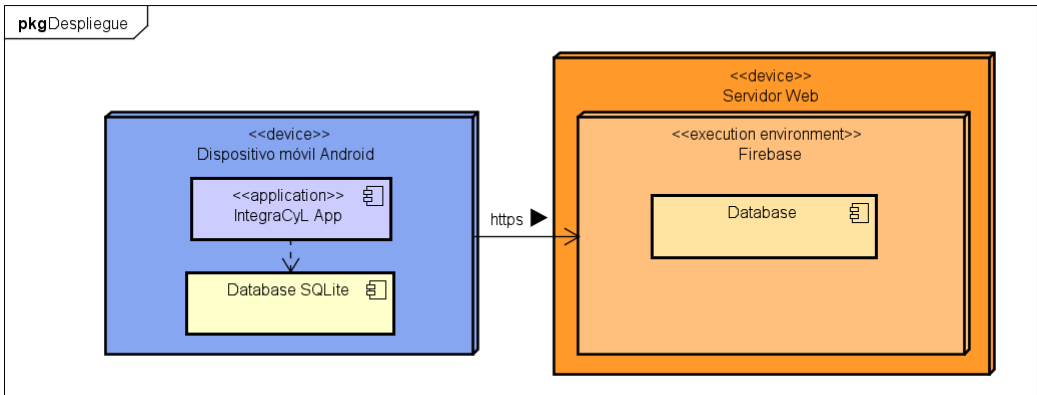 pkgDespliegue
<<device>>
Servidor Web
<<device>>
Dispositivo móvil Android
<<execution environment>>
Firebase
<<application>>
IntegraCyL App
Database
https
Database SQLite